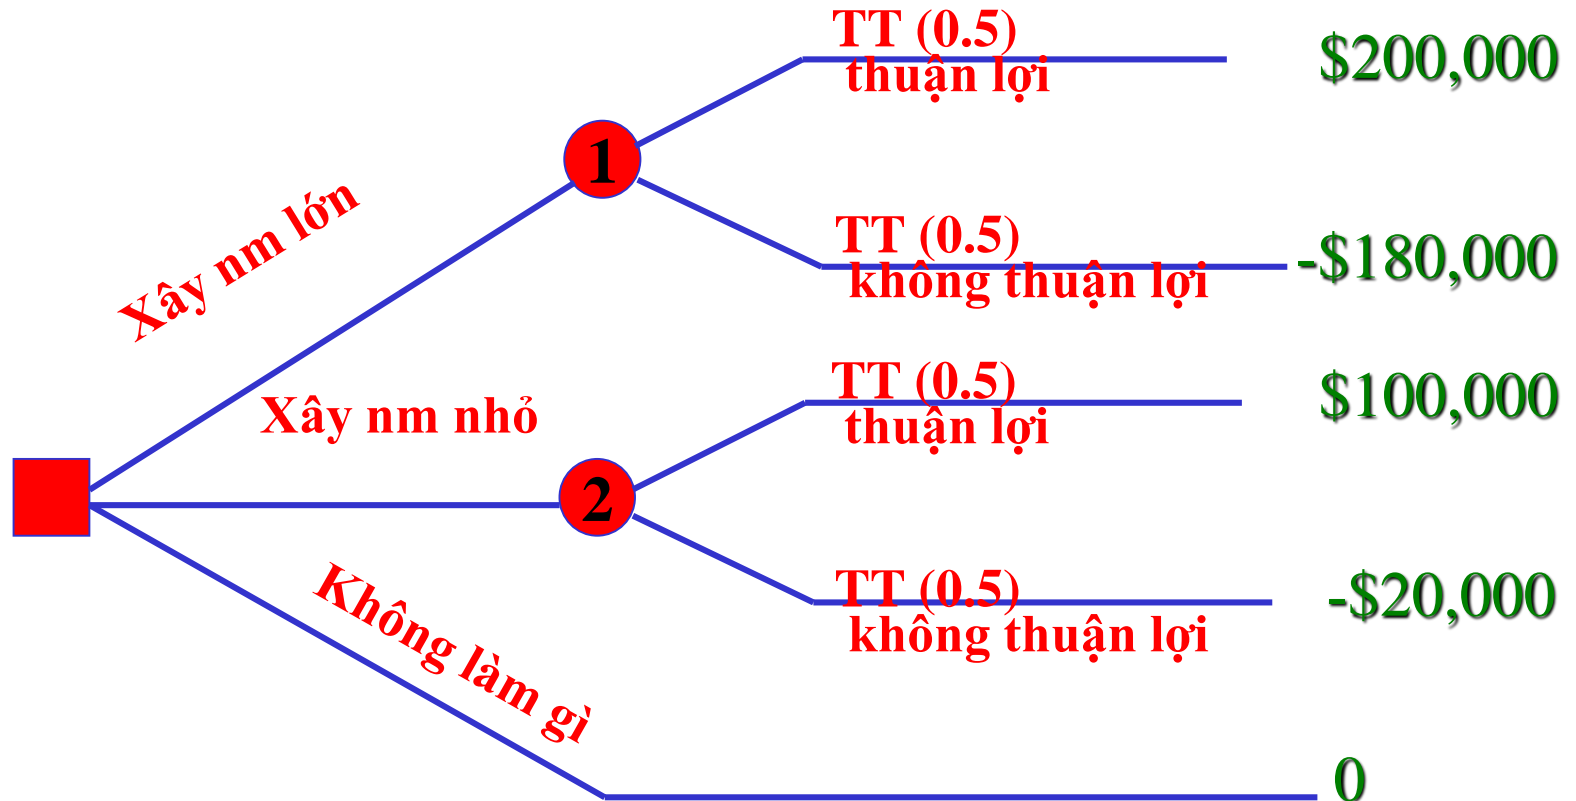 TT (0.5)
thuận lợi
$200,000
1
Xây nm lớn
TT (0.5)
không thuận lợi
-$180,000
TT (0.5)
thuận lợi
$100,000
Xây nm nhỏ
2
TT (0.5)
không thuận lợi
-$20,000
Không làm gì
0